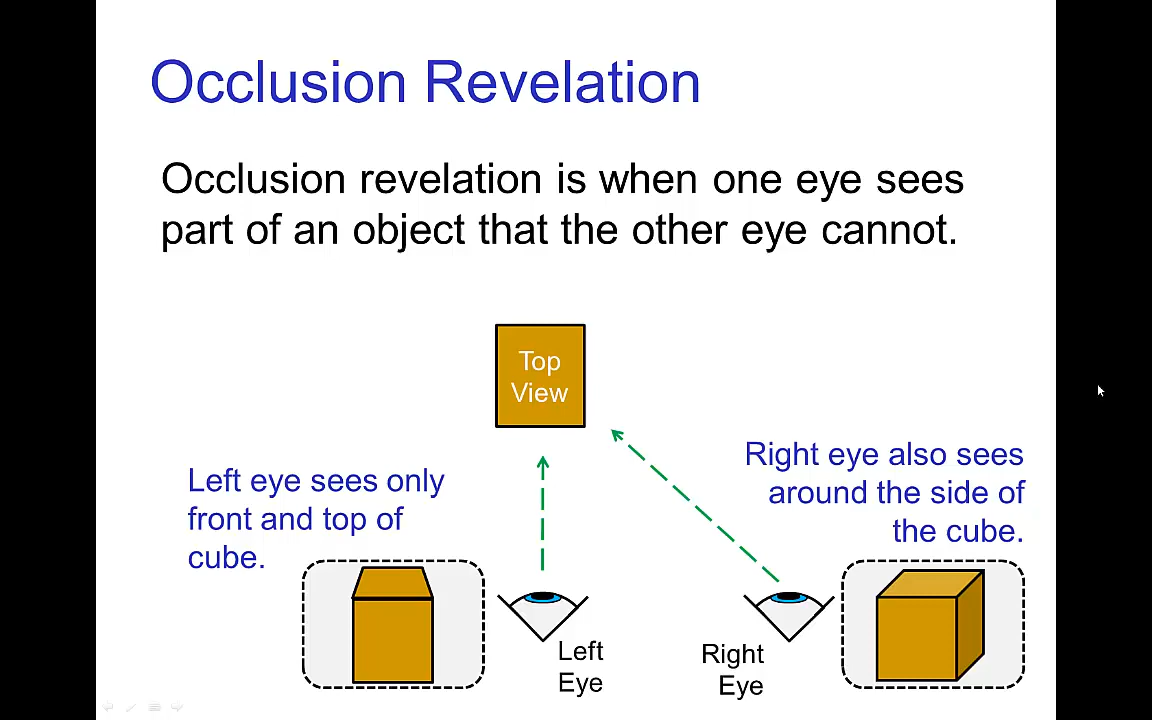 Occlusion Revelation
Occlusion revelation is when one eye sees
part of an object that the other eye cannot.
Top
View
Left eye sees only
front and top of
cube.
Right eye also sees
around the side of
the cube.
Left
Eye
Right
Eye